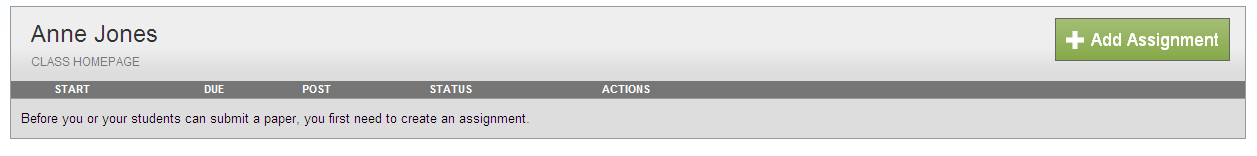 Anne Jones
Add Assignment
CLASS HOMEPAGE
START DUE POST STATUS ACTIONS
Before you or your students can submit a paper, you first need to create an assignment.